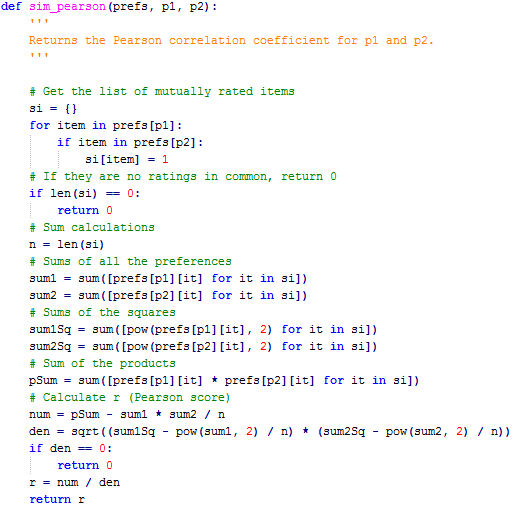 def sim_pearson(prefs, p1, p2):
    '''
    Returns the Pearson correlation coefficient for p1 and p2.
    '''

    # Get the list of mutually rated items
    si = {}
    for item in prefs[p1]:
        if item in prefs[p2]:
            si[item] = 1
    # If they are no ratings in common, return 0
    if len(si) == 0:
        return 0
    # Sum calculations
    n = len(si)
    # Sums of all the preferences
    sum1 = sum([prefs[p1][it] for it in si])
    sum2 = sum([prefs[p2][it] for it in si])
    # Sums of the squares
    sum1Sq = sum([pow(prefs[p1][it], 2) for it in si])
    sum2Sq = sum([pow(prefs[p2][it], 2) for it in si])
    # Sum of the products
    pSum = sum([prefs[p1][it] * prefs[p2][it] for it in si])
    # Calculate r (Pearson score)
    num = pSum - sum1 * sum2 / n
    den = sqrt((sum1Sq - pow(sum1, 2) / n) * (sum2Sq - pow(sum2, 2) / n))
    if den == 0:
        return 0
    r = num / den
    return r